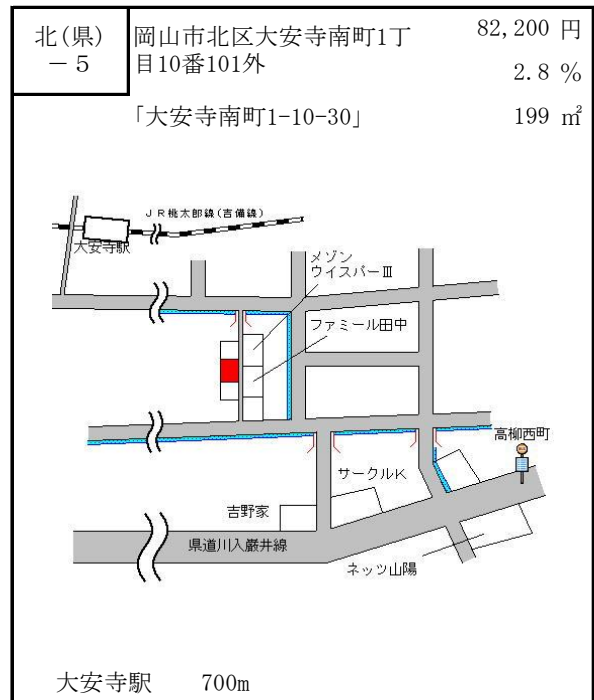 北(県)
－5
岡山市北区大安寺南町1丁
目10番101外
「大安寺南町1-10-30」
82,200 円
2.8 %
199 ㎡
ＪＲ桃太郎線(吉備線)
大安寺駅
メゾン
ウイスパーⅢ
ファミール田中
高柳西町
サークルK
吉野家
県道川入巌井線
ネッツ山陽
大安寺駅 700m